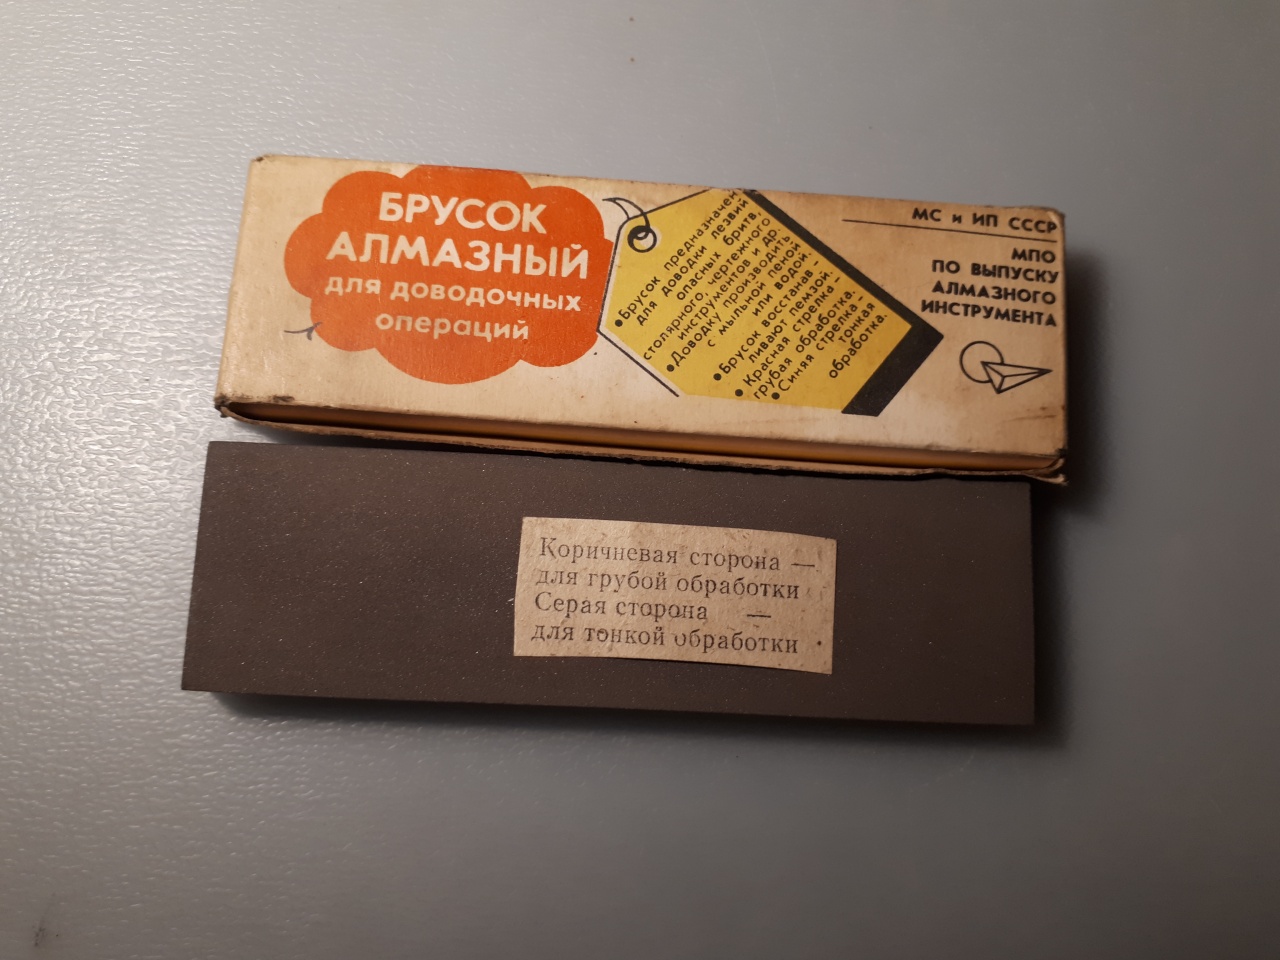 БРУСОК
АЛМАЗНЫЙ
для доводочных
операций
•Брусок предназначен
для доводки лезвий
опасных бритв,
столярного, чертежного
инструментов и др.
•Доводку производить
с мыльной пеной
или водой.
•Брусок восстанав –
ливают пемзой.
•Красная стрелка –
грубая обработка.
•Синяя стрелка –
тонкая
обработка.
МС и ИП СССР
МПО
ПО ВЫПУСКУ
АЛМАЗНОГО
ИНСТРУМЕНТА
Коричневая сторона —
для грубой обработки
Серая сторона —
для тонкой обработки